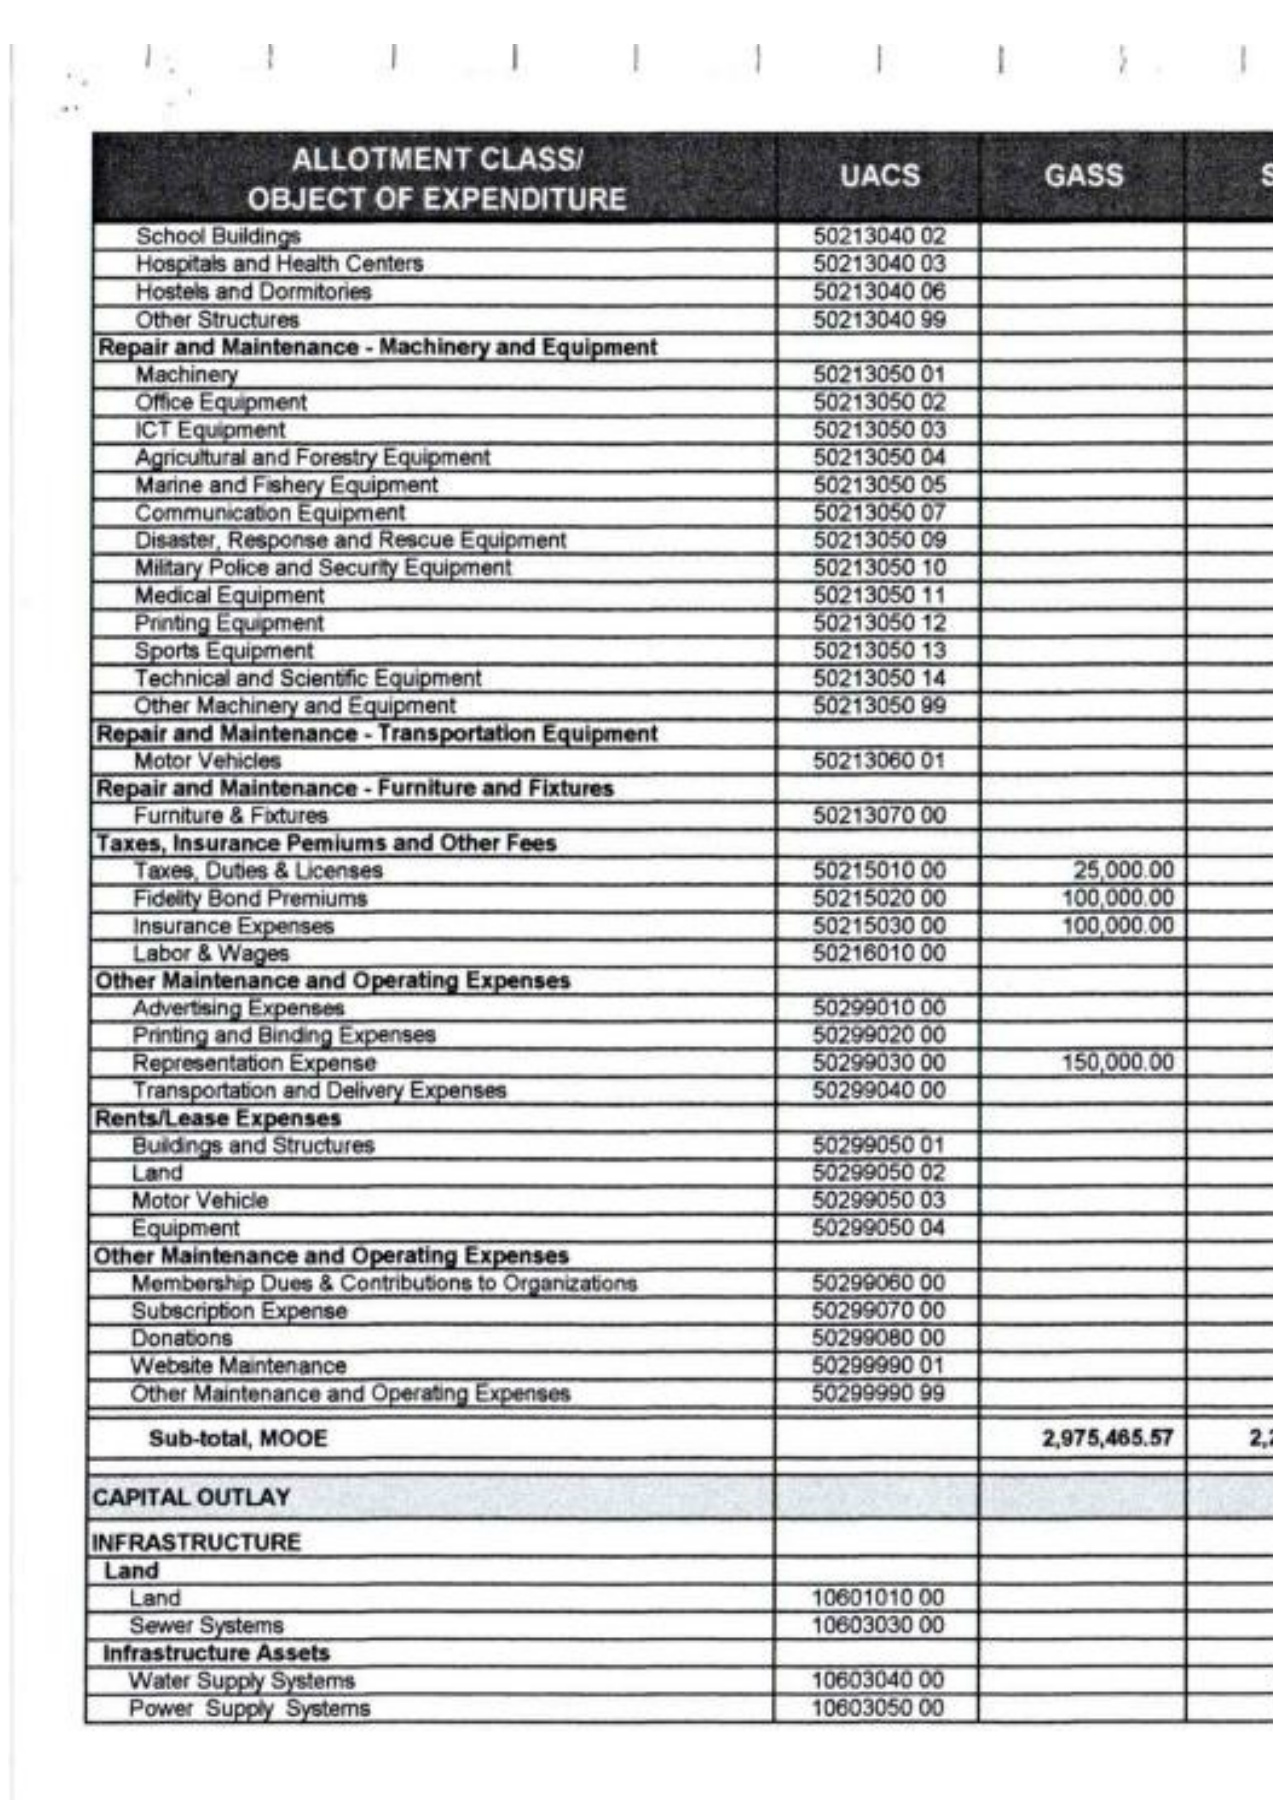 ALLOTMENT CLASS/
OBJECT OF EXPENDITURE UACS GASS S
School Buildings 50213040 02
Hospitals and Health Centers 50213040 03
Hostels and Dormitories 50213040 06
Other Structures 50213040 99
Repair and Maintenance - Machinery and Equipment
Machinery 50213050 01
Office Equipment 50213050 02
ICT Equipment 50213050 03
Agricultural and Forestry Equipment 50213050 04
Marine and Fishery Equipment 50213050 05
Communication Equipment 50213050 07
Disaster, Response and Rescue Equipment 50213050 09
Military Police and Security Equipment 50213050 10
Medical Equipment 50213050 11
Printing Equipment 50213050 12
Sports Equipment 50213050 13
Technical and Scientific Equipment 50213050 14
Other Machinery and Equipment 50213050 99
Repair and Maintenance - Transportation Equipment
Motor Vehicles 50213060 01
Repair and Maintenance - Furniture and Fixtures
Furniture & Fixtures 50213070 00
Taxes, Insurance Pemiums and Other Fees
Taxes, Duties & Licenses 50215010 00 25,000.00
Fidelity Bond Premiums 50215020 00 100,000.00
Insurance Expenses 50215030 00 100,000.00
Labor & Wages 50216010 00
Other Maintenance and Operating Expenses
Advertising Expenses 50299010 00
Printing and Binding Expenses 50299020 00
Representation Expense 50299030 00 150,000.00
Transportation and Delivery Expenses 50299040 00
Rents/Lease Expenses
Buildings and Structures 50299050 01
Land 50299050 02
Motor Vehicle 50299050 03
Equipment 50299050 04
Other Maintenance and Operating Expenses
Membership Dues & Contributions to Organizations 50299060 00
Subscription Expense 50299070 00
Donations 50299080 00
Website Maintenance 50299990 01
Other Maintenance and Operating Expenses 50299990 99
Sub-total, MOOE 2,975,465.57 2,2
CAPITAL OUTLAY
INFRASTRUCTURE
Land
Land 10601010 00
Sewer Systems 10603030 00
Infrastructure Assets
Water Supply Systems 10603040 00
Power Supply Systems 10603050 00